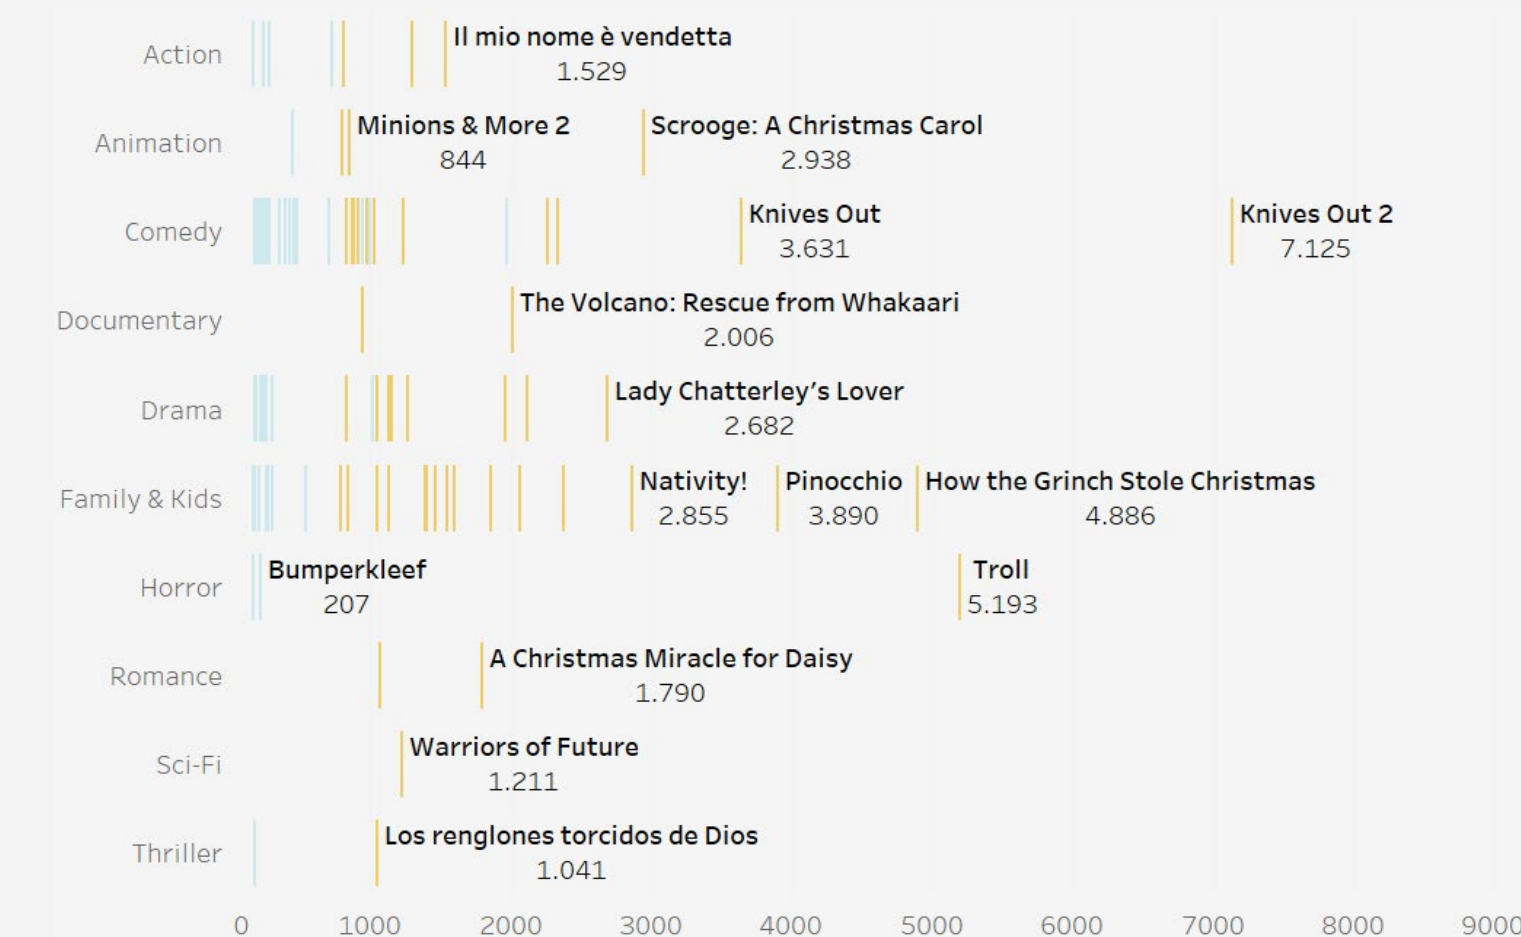 Action
Il mio nome è vendetta
1.529
Animation
Minions & More 2
844
Scrooge: A Christmas Carol
2.938
Comedy
Knives Out
3.631
Knives Out 2
7.125
Documentary
The Volcano: Rescue from Whakaari
2.006
Drama
Lady Chatterley’s Lover
2.682
Family & Kids
Nativity!
2.855
Pinocchio
3.890
How the Grinch Stole Christmas
4.886
Horror
Bumperkleef
207
Troll
5.193
Romance
A Christmas Miracle for Daisy
1.790
Sci-Fi
Warriors of Future
1.211
Thriller
Los renglones torcidos de Dios
1.041
0 1000 2000 3000 4000 5000 6000 7000 8000 9000